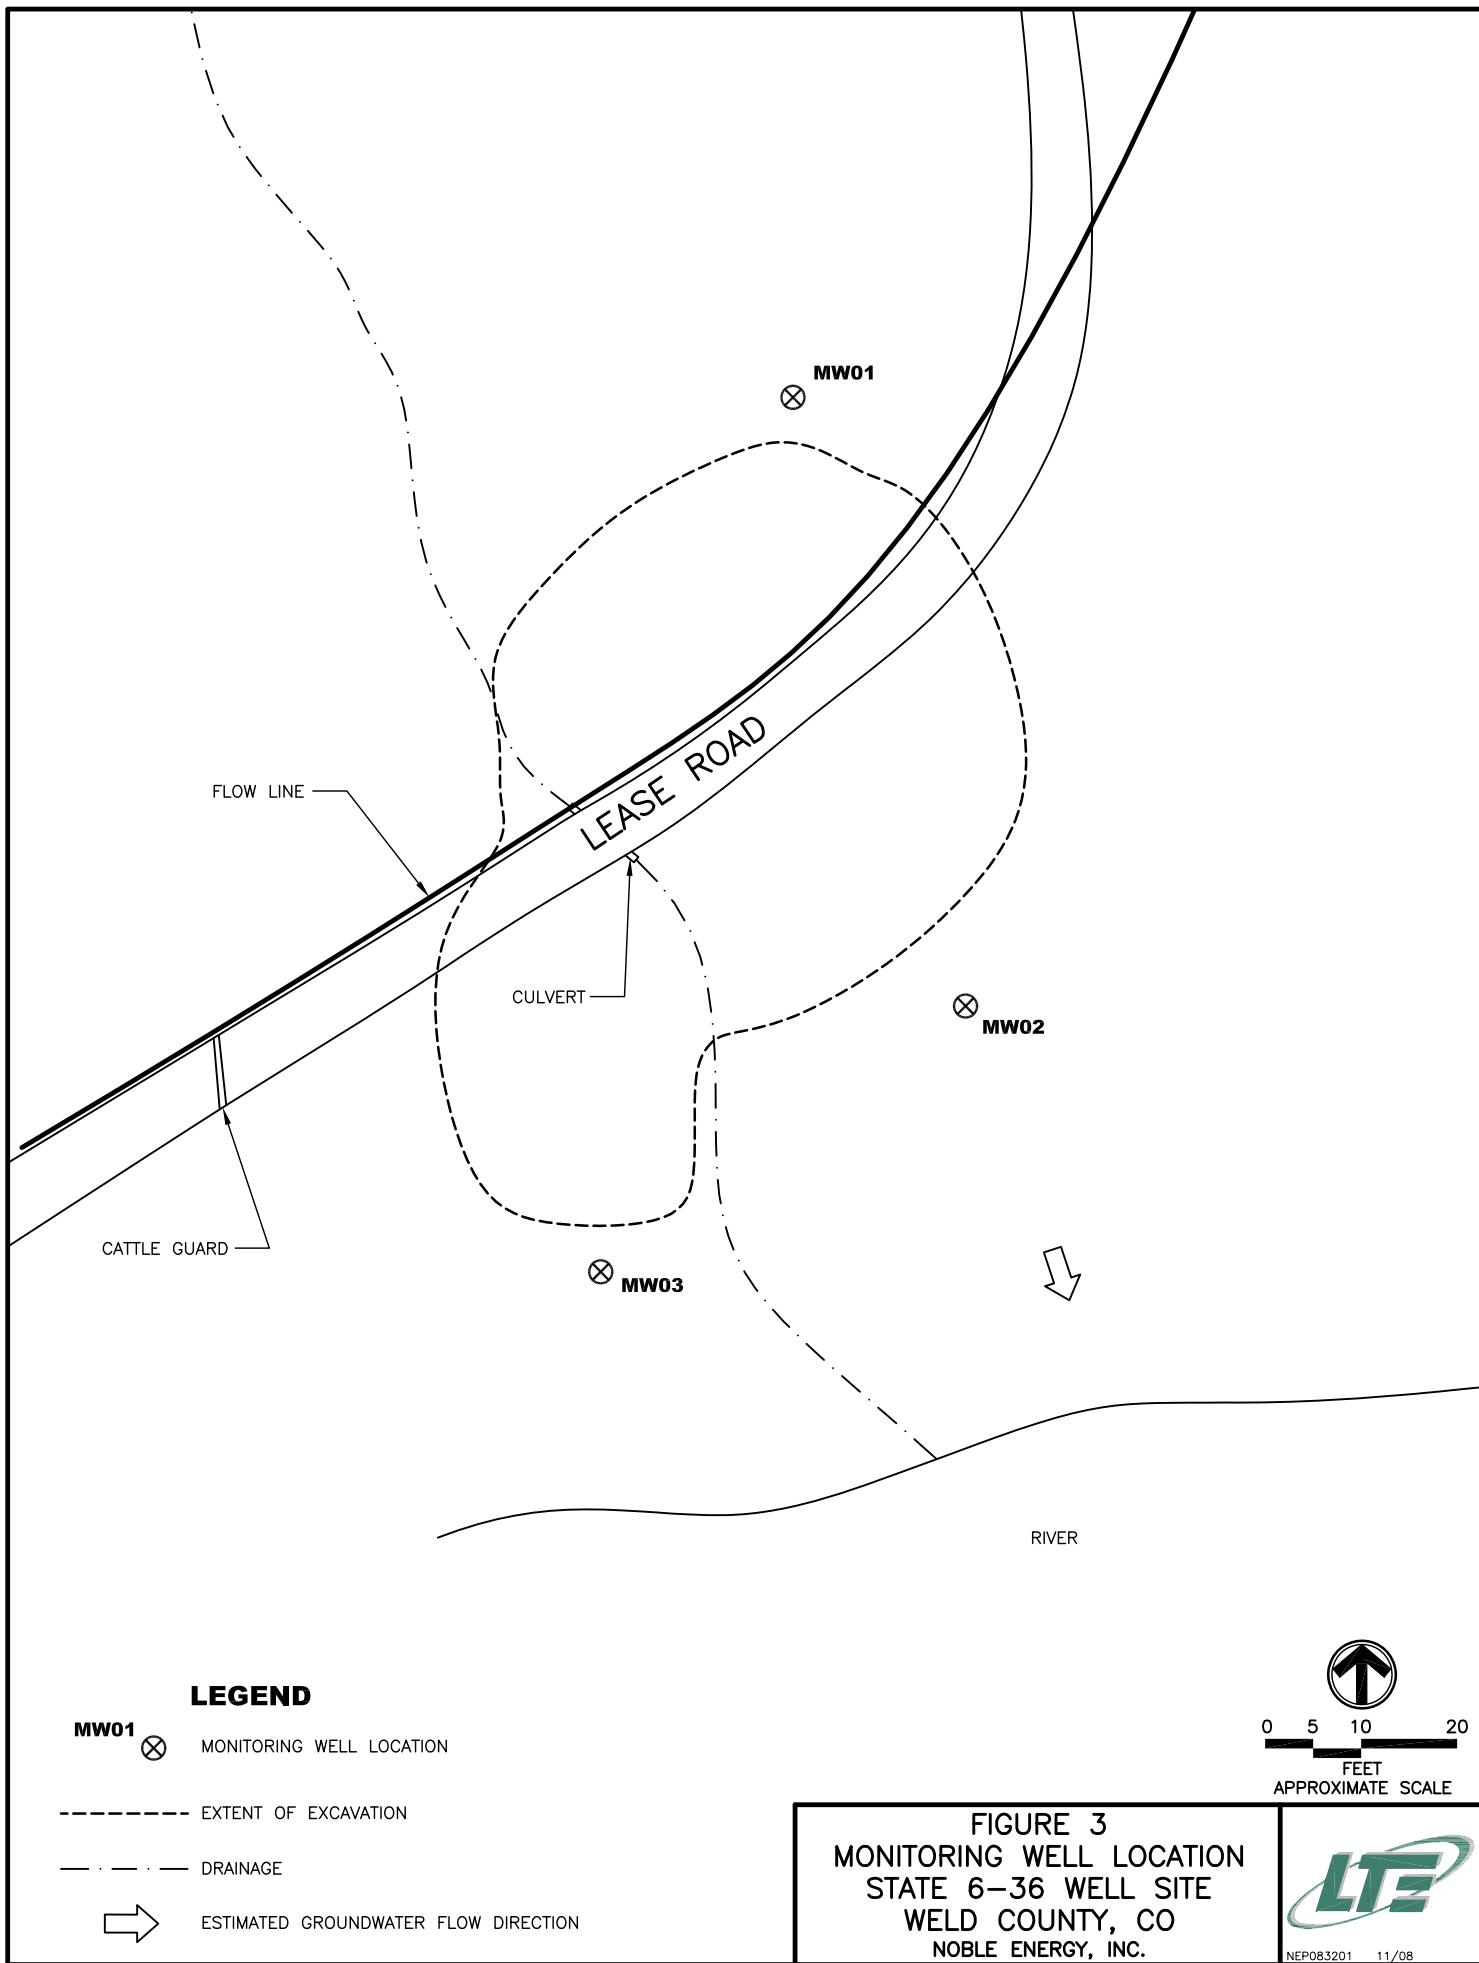 MW01
LEASE ROAD
FLOW LINE
CULVERT
MW02
CATTLE GUARD
MW03
RIVER
LEGEND
MW01
MONITORING WELL LOCATION
EXTENT OF EXCAVATION
DRAINAGE
ESTIMATED GROUNDWATER FLOW DIRECTION
0 5 10 20
FEET
APPROXIMATE SCALE
FIGURE 3
MONITORING WELL LOCATION
STATE 6-36 WELL SITE
WELD COUNTY, CO
NOBLE ENERGY, INC.
LTE
NEP083201 11/08